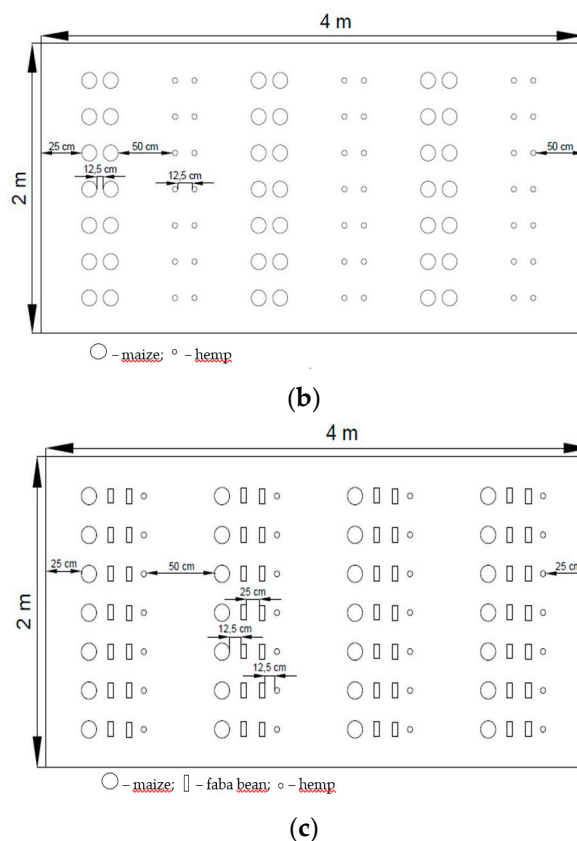 4 m
2 m
25 cm
50 cm
50 cm
12,5 cm
12,5 cm
– maize; – hemp
(b)
4 m
2 m
25 cm
50 cm
25 cm
25 cm
12,5 cm
12,5 cm
– maize; – faba bean; – hemp
(c)